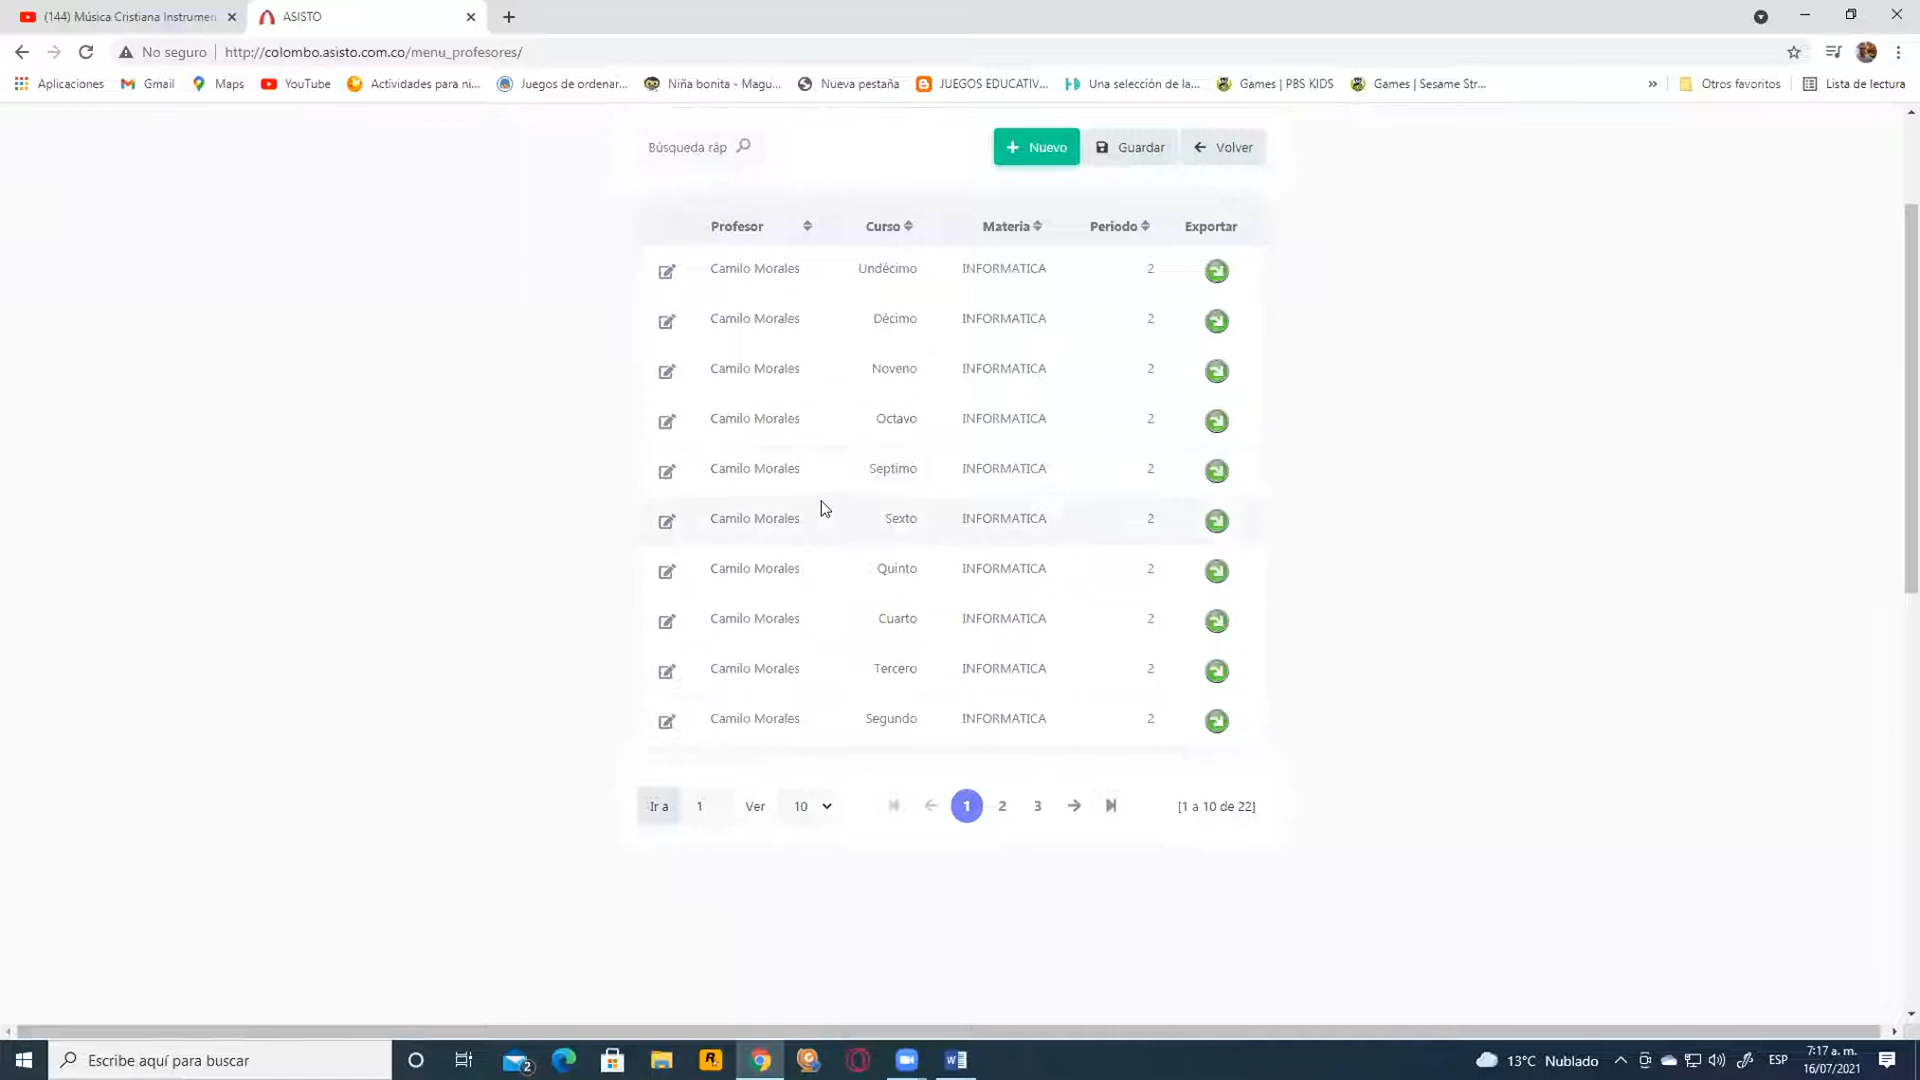 (144) Música Cristiana Instrumen
ASISTO
No seguro
http://colombo.asisto.com.co/menu_profesores/
Aplicaciones
Gmail
Maps
YouTube
Actividades para ni...
Juegos de ordenar...
Niña bonita - Magu...
Nueva pestaña
JUEGOS EDUCATIV...
Una selección de la...
Games | PBS KIDS
Games | Sesame Str...
»
Otros favoritos
Lista de lectura
Búsqueda ráp
Nuevo
Guardar
Volver
Profesor Curso Materia Periodo Exportar
Camilo Morales Undécimo INFORMATICA 2
Camilo Morales Décimo INFORMATICA 2
Camilo Morales Noveno INFORMATICA 2
Camilo Morales Octavo INFORMATICA 2
Camilo Morales Septimo INFORMATICA 2
Camilo Morales Sexto INFORMATICA 2
Camilo Morales Quinto INFORMATICA 2
Camilo Morales Cuarto INFORMATICA 2
Camilo Morales Tercero INFORMATICA 2
Camilo Morales Segundo INFORMATICA 2
Ir a 1 Ver 10 1 2 3 [1 a 10 de 22]
Escribe aquí para buscar
2
R
13°C Nublado
ESP
7:17 a. m.
16/07/2021